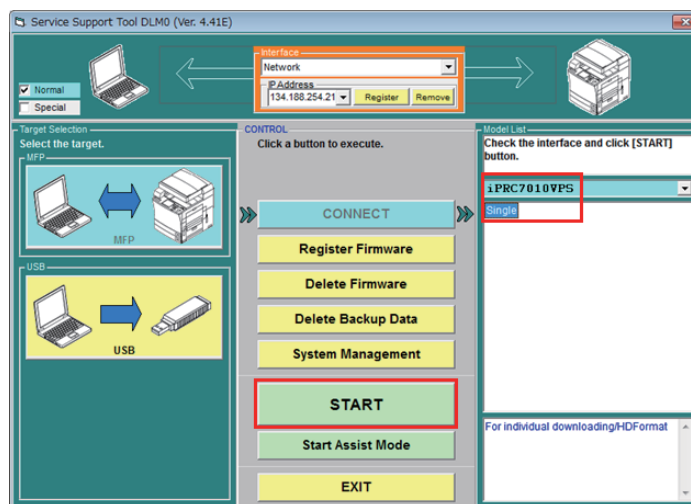 Service Support Tool DLM0 (Ver. 4.41E)
Normal
Special
Interface
Network
IP Address
134.188.254.21
Register
Remove
Target Selection
Select the target.
MFP
MFP
USB
USB
CONTROL
Click a button to execute.
CONNECT
Register Firmware
Delete Firmware
Delete Backup Data
System Management
START
Start Assist Mode
EXIT
Model List
Check the interface and click [START]
button.
iPRC7010VPS
Single
For individual downloading/HDFormat